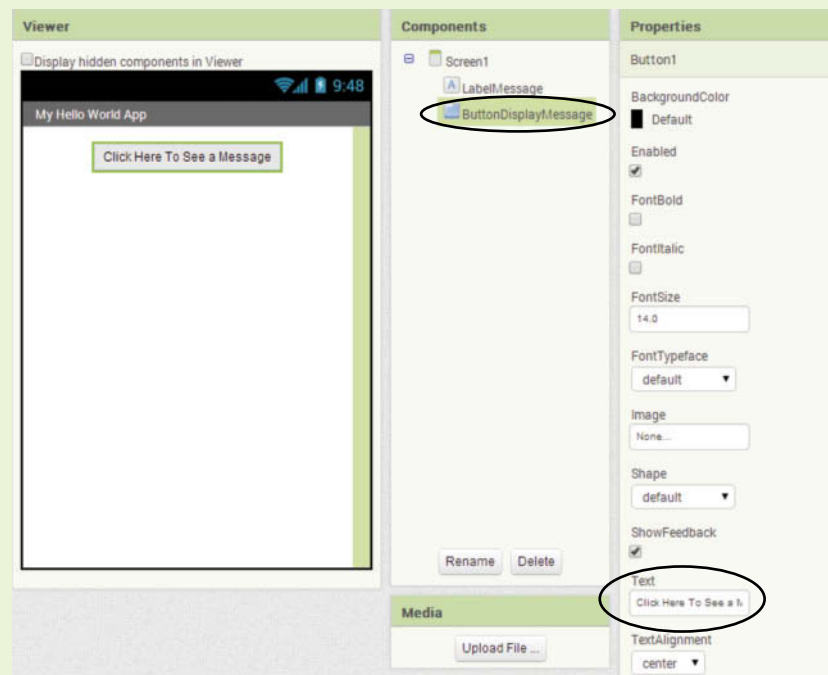 Viewer
Display hidden components in Viewer
9:48
My Hello World App
Click Here To See a Message
Components
Screen1
A LabelMessage
ButtonDisplayMessage
Rename Delete
Media
Upload File ...
Properties
Button1
BackgroundColor
Default
Enabled
FontBold
FontItalic
FontSize
14.0
FontTypeface
default
Image
None...
Shape
default
ShowFeedback
Text
Click Here To See a M
TextAlignment
center